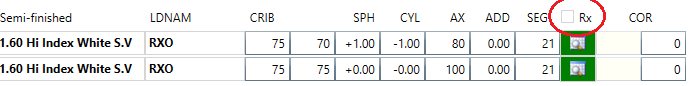 Semi-finished LDNAM CRIB SPH CYL AX ADD SEG Rx COR
1.60 Hi Index White S.V RXO 75 70 +1.00 -1.00 80 0.00 21 0
1.60 Hi Index White S.V RXO 75 75 +0.00 -0.00 100 0.00 21 0